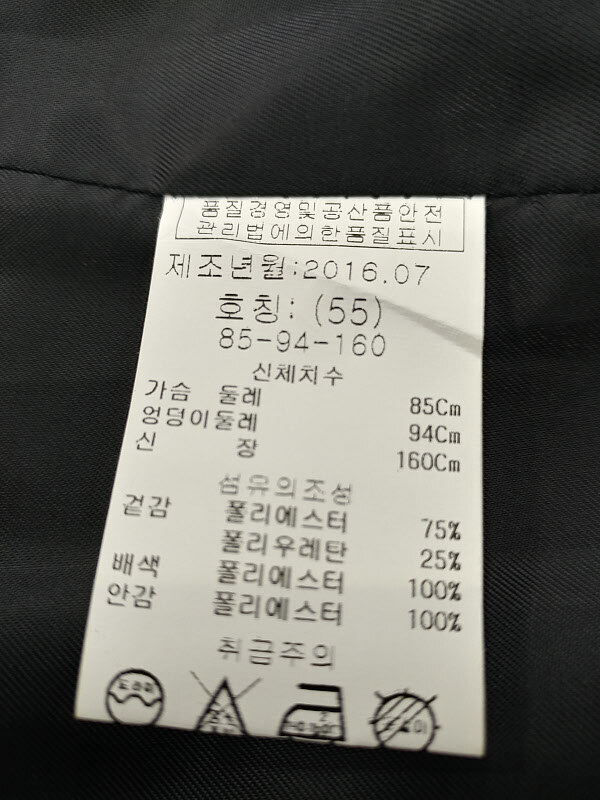 품질경영및공산품안전
관리법에의한품질표시
제조년월:2016.07
호칭: (55)
85-94-160
신체치수
가슴 둘레 85Cm
엉덩이둘레 94Cm
신 장 160Cm
섬유의조성
겉감 폴리에스터 75%
폴리우레탄 25%
배색 폴리에스터 100%
안감 폴리에스터 100%
취급주의
드라이